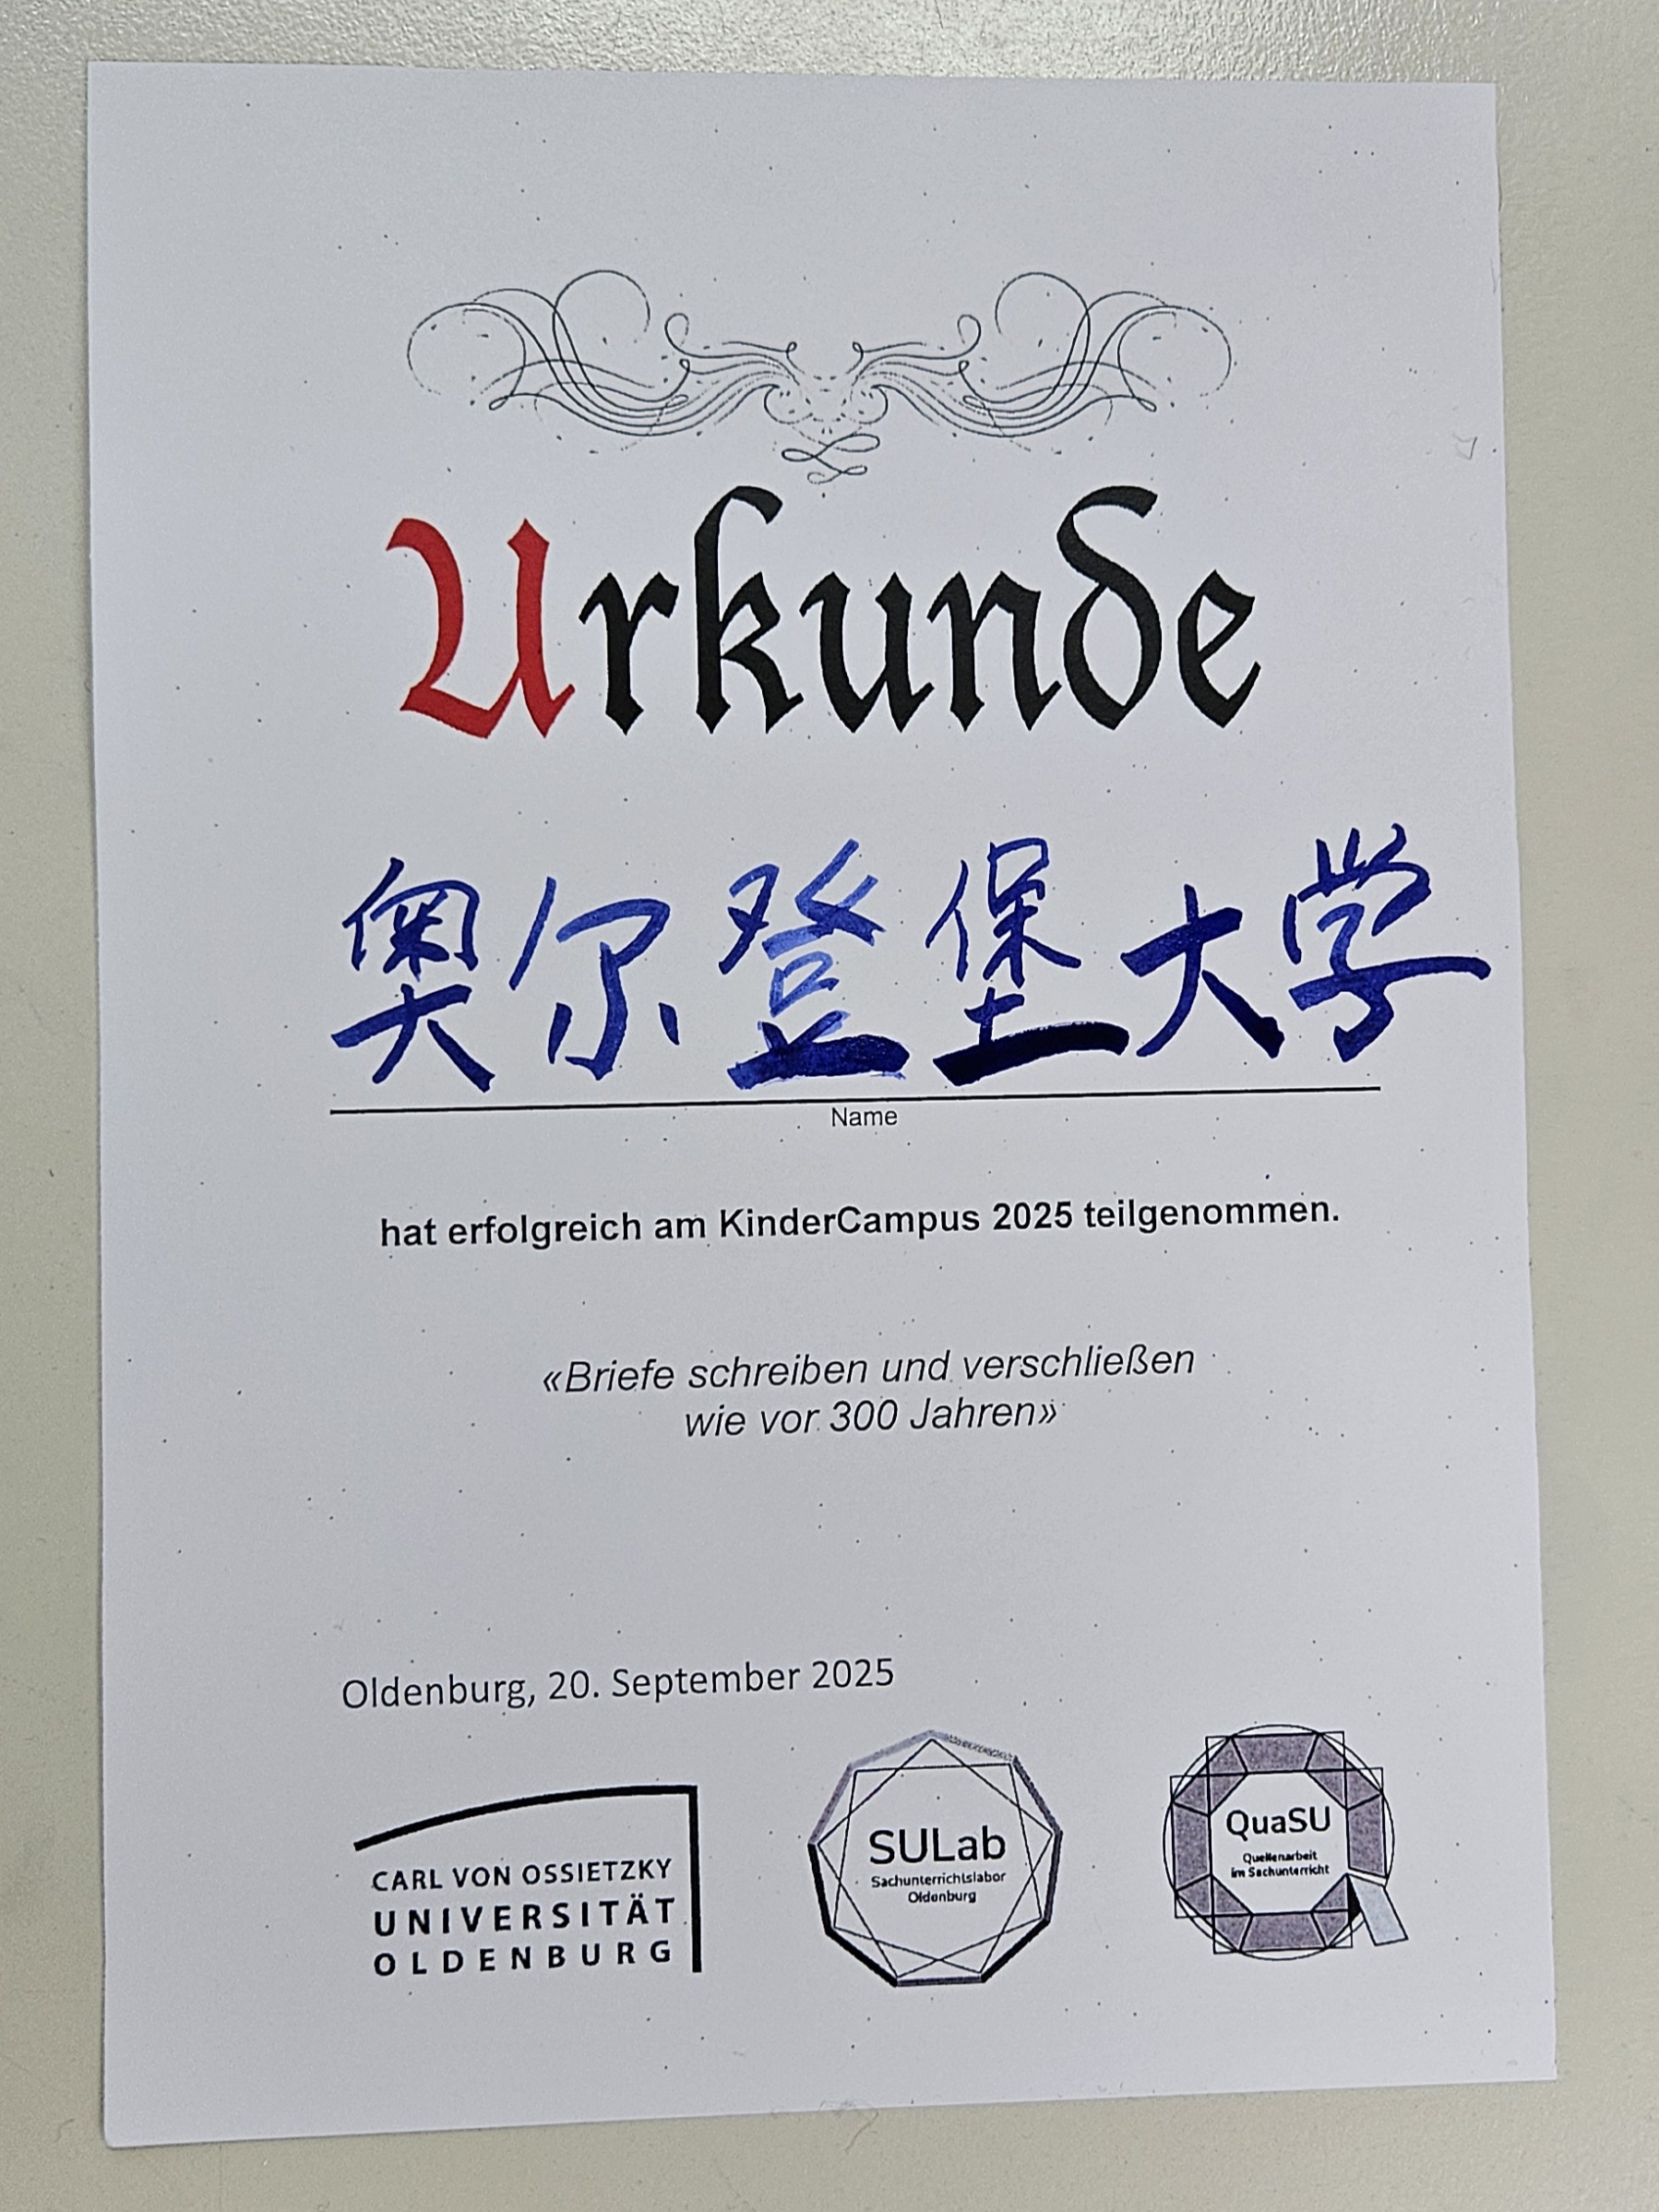 Urkunde
奥尔登堡大学
Name
hat erfolgreich am KinderCampus 2025 teilgenommen.
«Briefe schreiben und verschließen
wie vor 300 Jahren»
Oldenburg, 20. September 2025
CARL VON OSSIETZKY
UNIVERSITÄT
OLDENBURG
SULab
Sachunterrichtslabor
Oldenburg
QuaSU
Quellenarbeit
im Sachunterricht